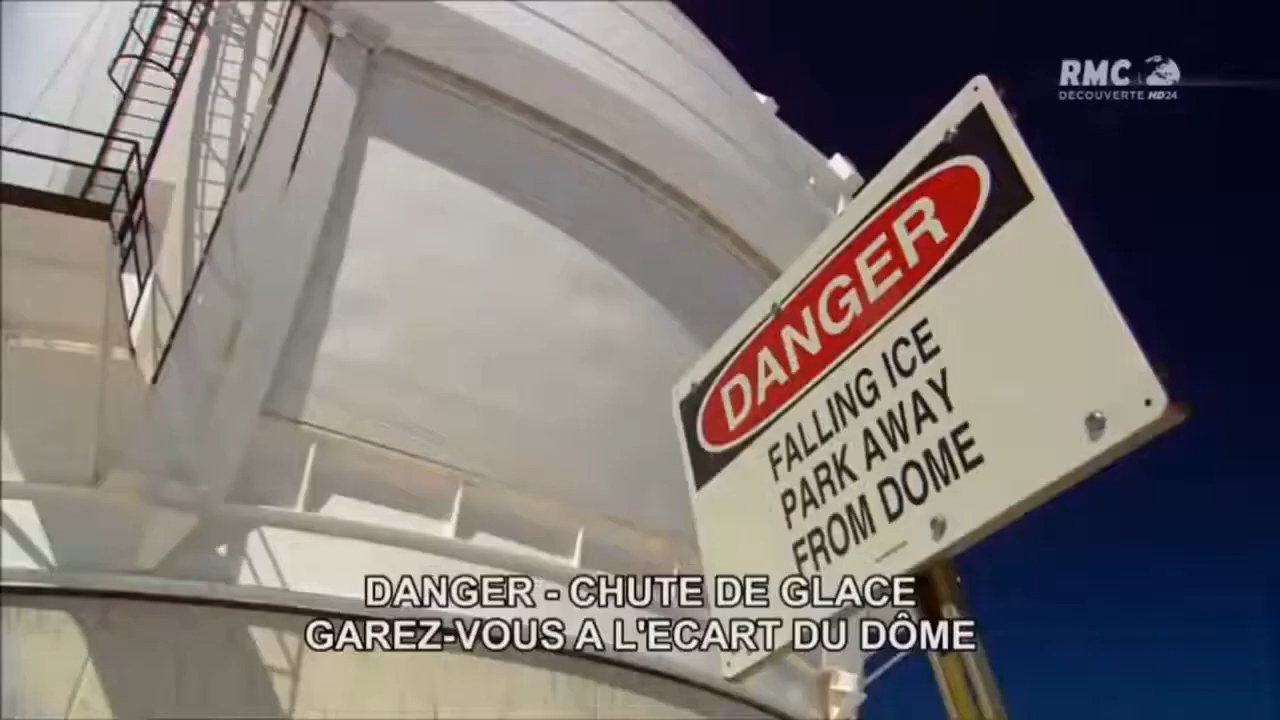 RMC
DECOUVERTE HD24
DANGER
FALLING ICE
PARK AWAY
FROM DOME
DANGER - CHUTE DE GLACE
GAREZ-VOUS A L'ECART DU DÔME